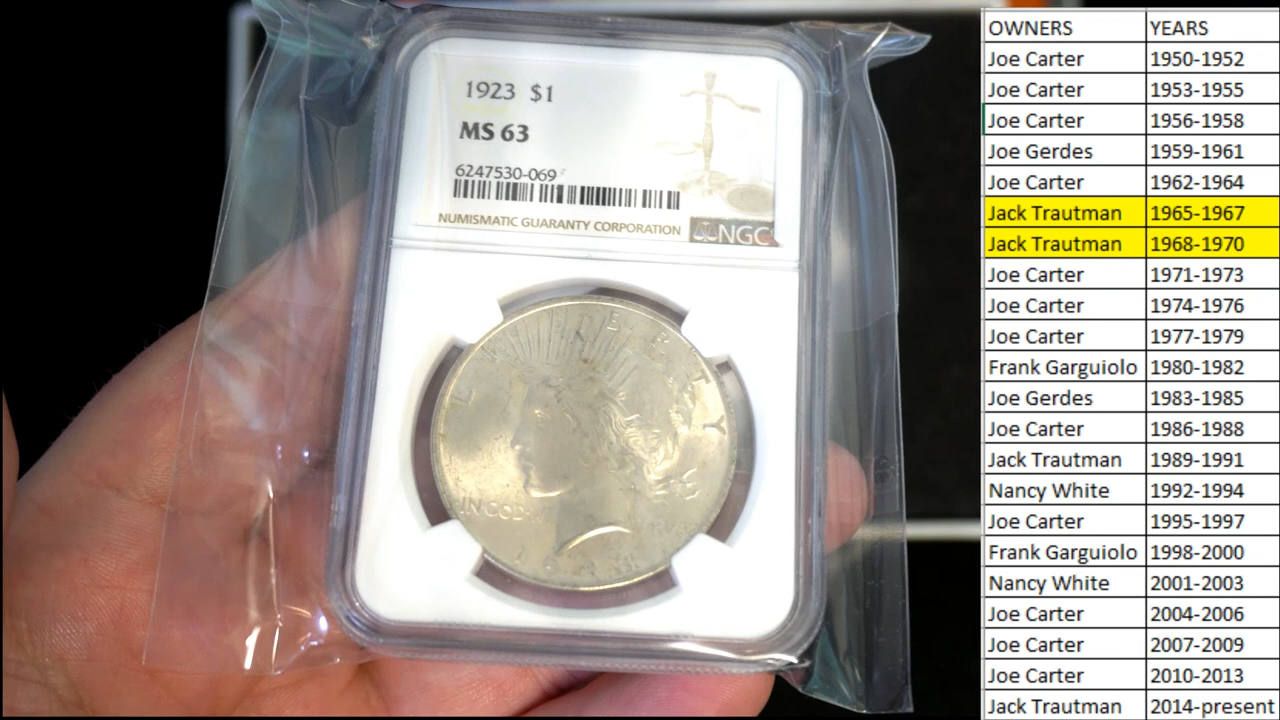 1923 $1
MS 63
6247530-069
NUMISMATIC GUARANTY CORPORATION
NGC
LIBERTY
IN GOD
OWNERS YEARS
Joe Carter 1950-1952
Joe Carter 1953-1955
Joe Carter 1956-1958
Joe Gerdes 1959-1961
Joe Carter 1962-1964
Jack Trautman 1965-1967
Jack Trautman 1968-1970
Joe Carter 1971-1973
Joe Carter 1974-1976
Joe Carter 1977-1979
Frank Garguiolo 1980-1982
Joe Gerdes 1983-1985
Joe Carter 1986-1988
Jack Trautman 1989-1991
Nancy White 1992-1994
Joe Carter 1995-1997
Frank Garguiolo 1998-2000
Nancy White 2001-2003
Joe Carter 2004-2006
Joe Carter 2007-2009
Joe Carter 2010-2013
Jack Trautman 2014-present